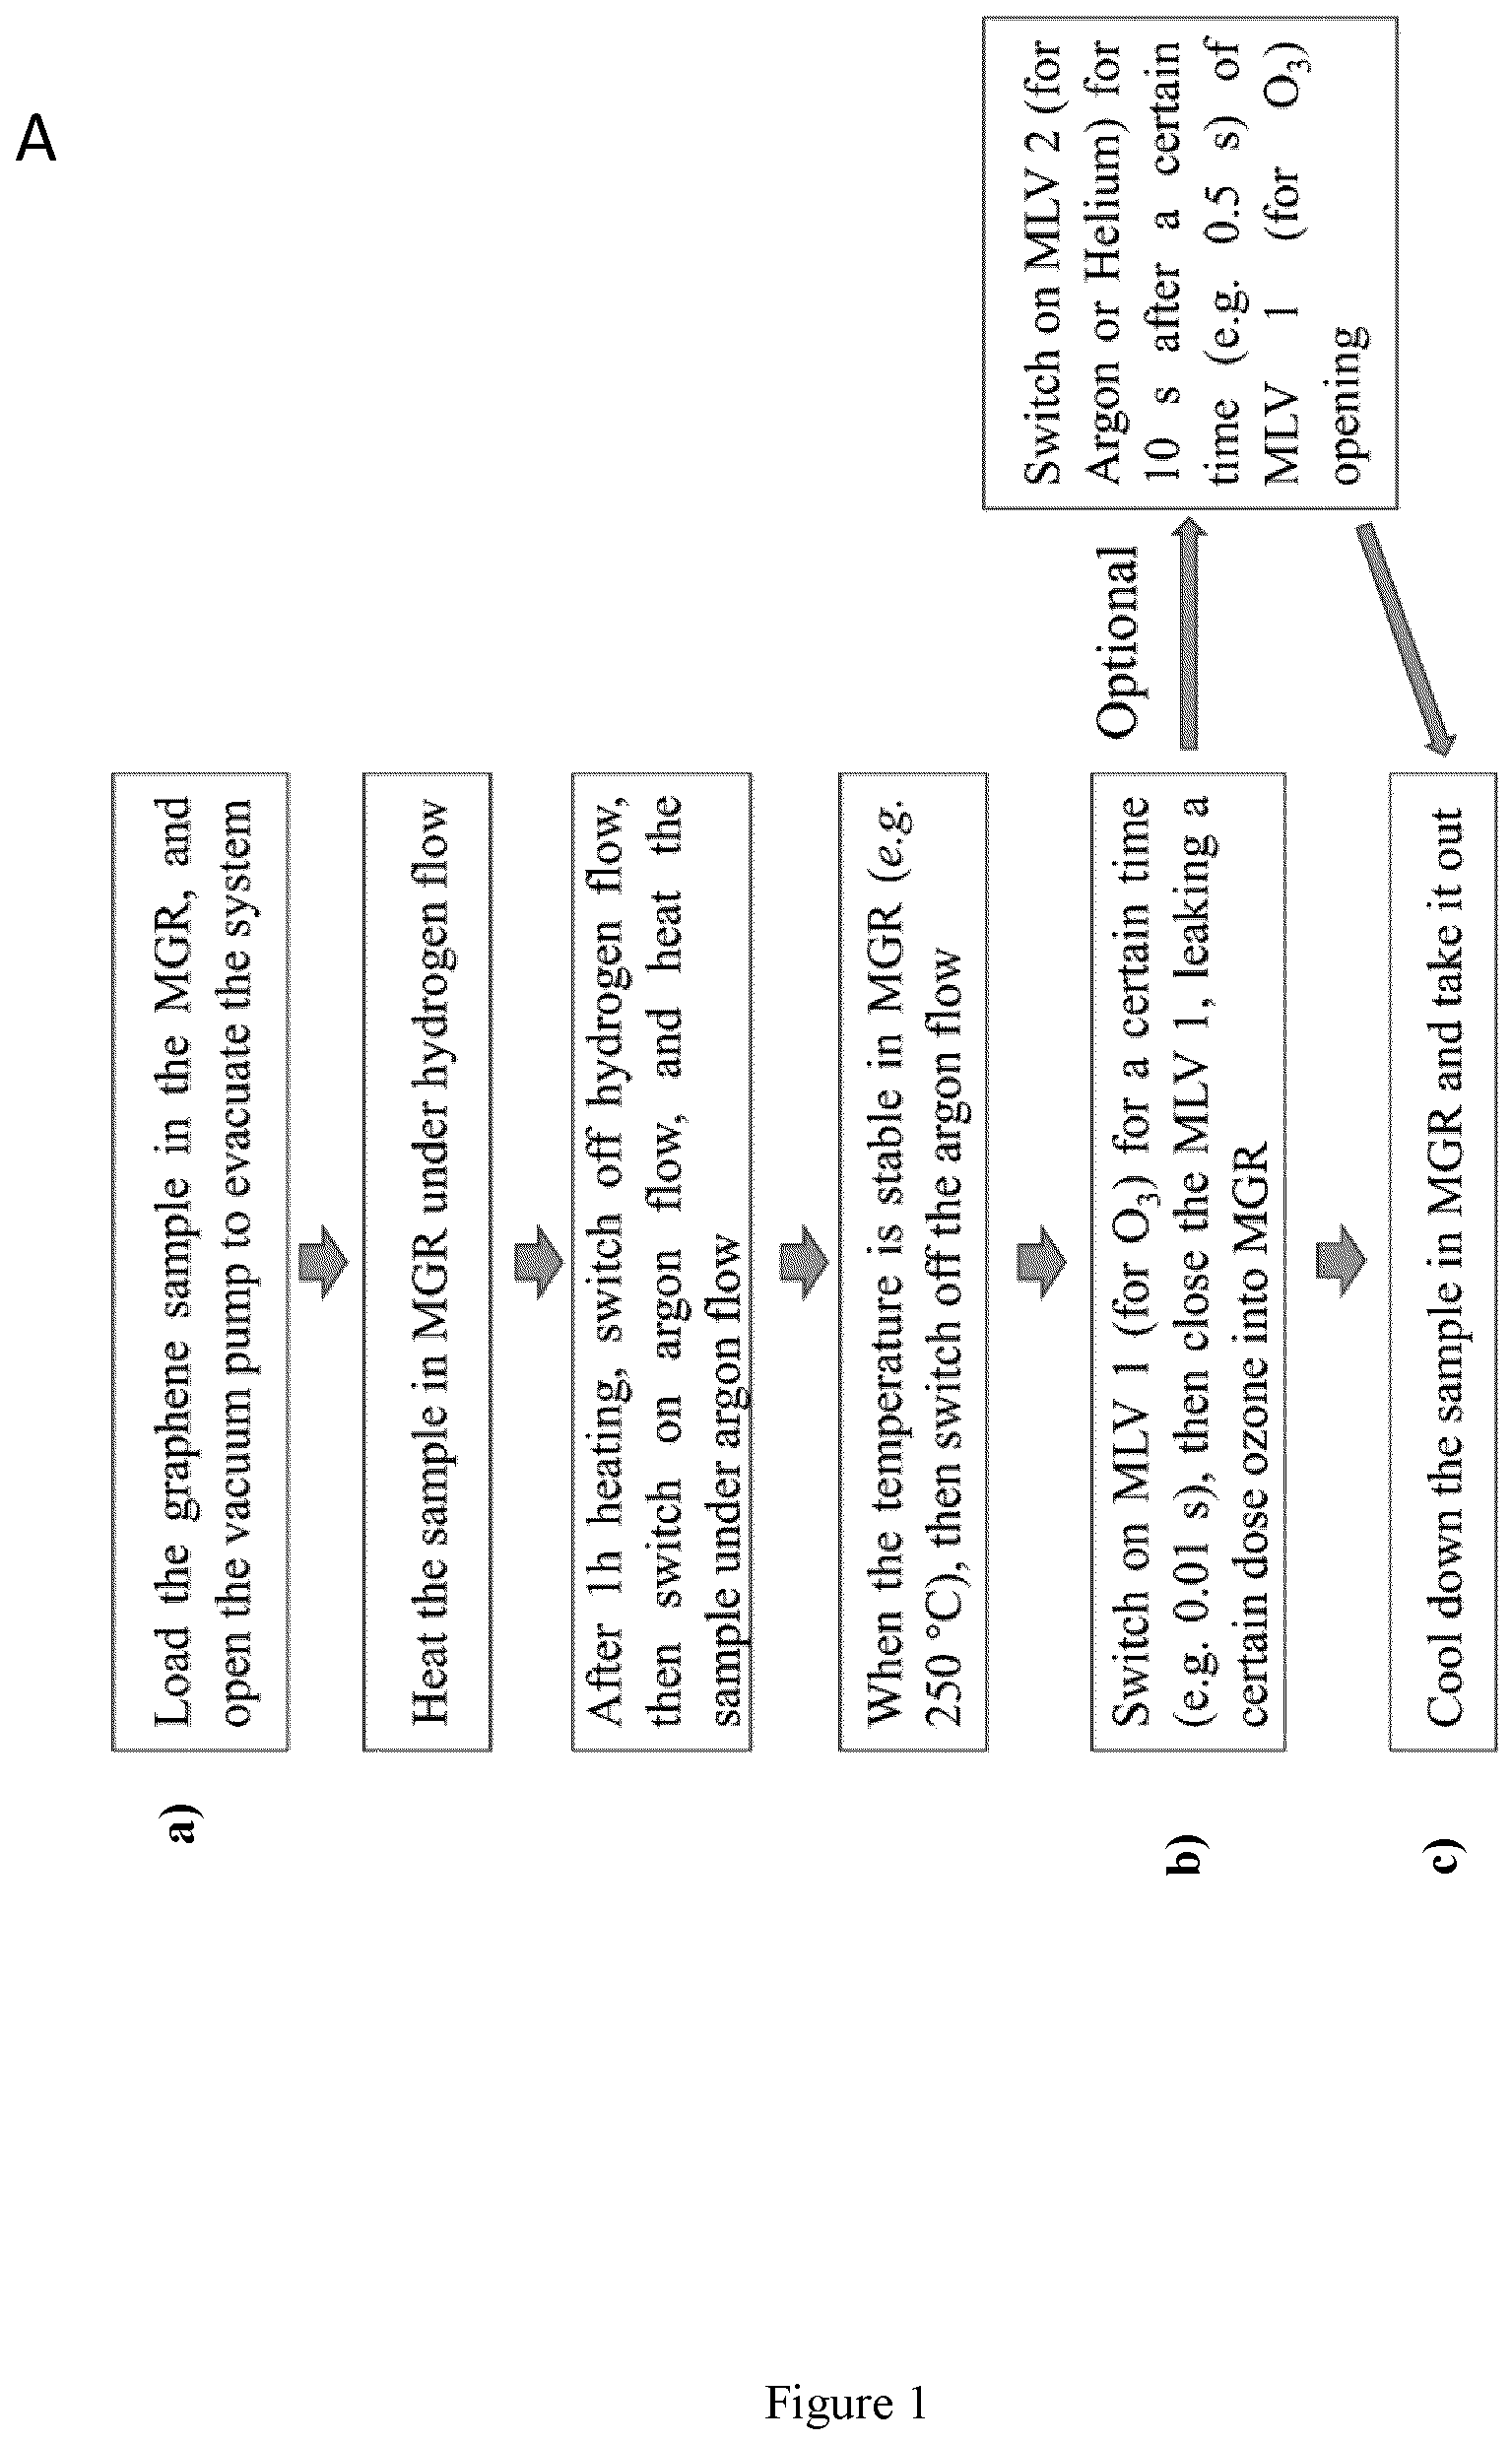 A
a)
Load the graphene sample in the MGR, and
open the vacuum pump to evacuate the system
Heat the sample in MGR under hydrogen flow
After 1h heating, switch off hydrogen flow,
then switch on argon flow, and heat the
sample under argon flow
When the temperature is stable in MGR (e.g.
250 °C), then switch off the argon flow
b)
Switch on MLV 1 (for O₃) for a certain time
(e.g. 0.01 s), then close the MLV 1, leaking a
certain dose ozone into MGR
Optional
Switch on MLV 2 (for
Argon or Helium) for
10 s after a certain
time (e.g. 0.5 s) of
MLV 1 (for O₃)
opening
c)
Cool down the sample in MGR and take it out
Figure 1